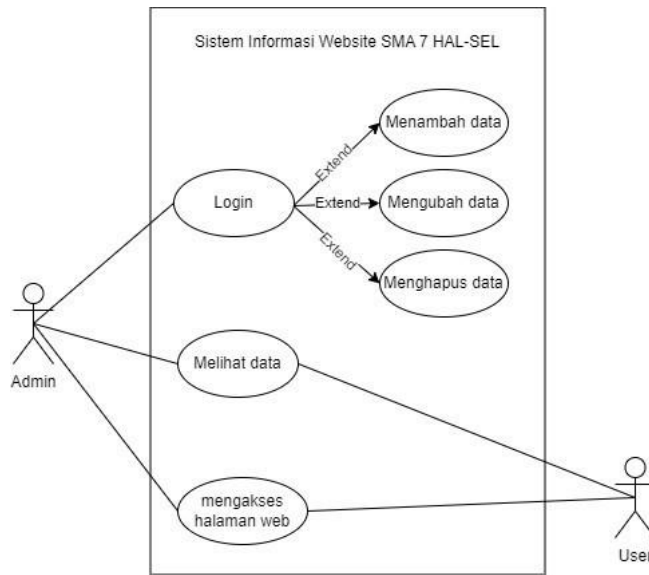 Sistem Informasi Website SMA 7 HAL-SEL
Menambah data
Extend
Login
Extend
Mengubah data
Extend
Menghapus data
Admin
Melihat data
mengakses
halaman web
User